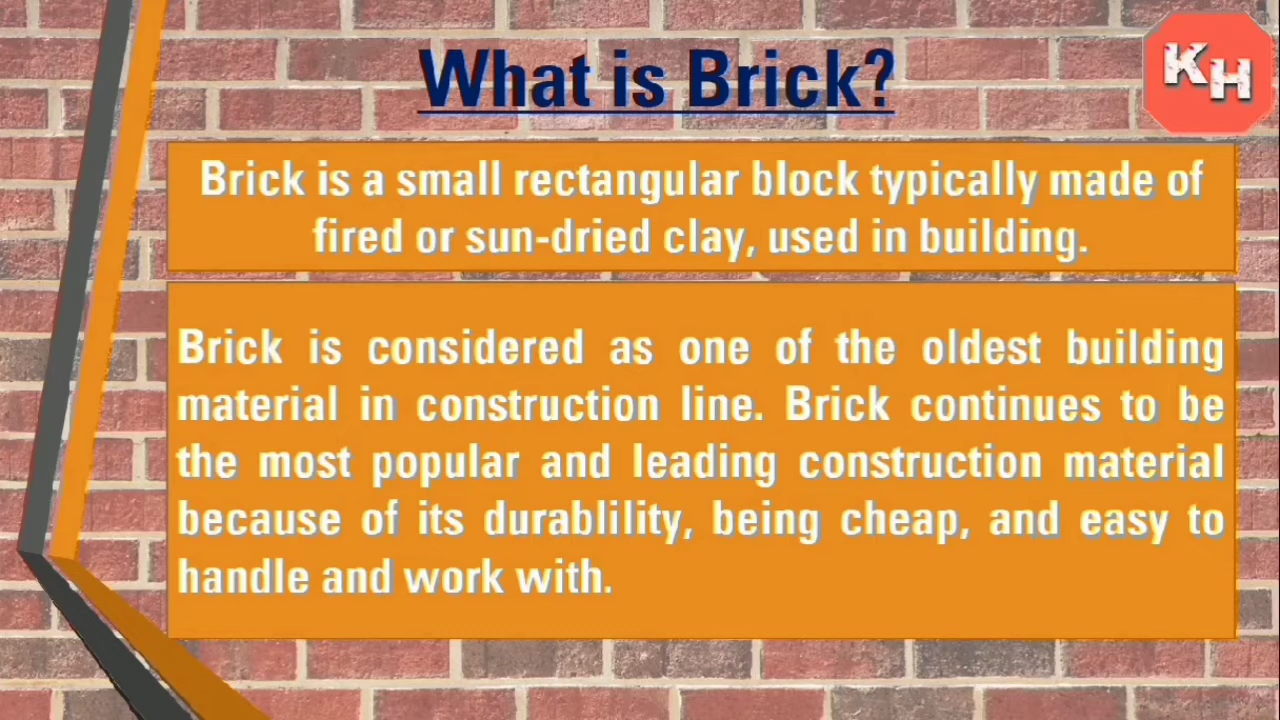 What is Brick?
KH
Brick is a small rectangular block typically made of
fired or sun-dried clay, used in building.
Brick is considered as one of the oldest building
material in construction line. Brick continues to be
the most popular and leading construction material
because of its durablility, being cheap, and easy to
handle and work with.